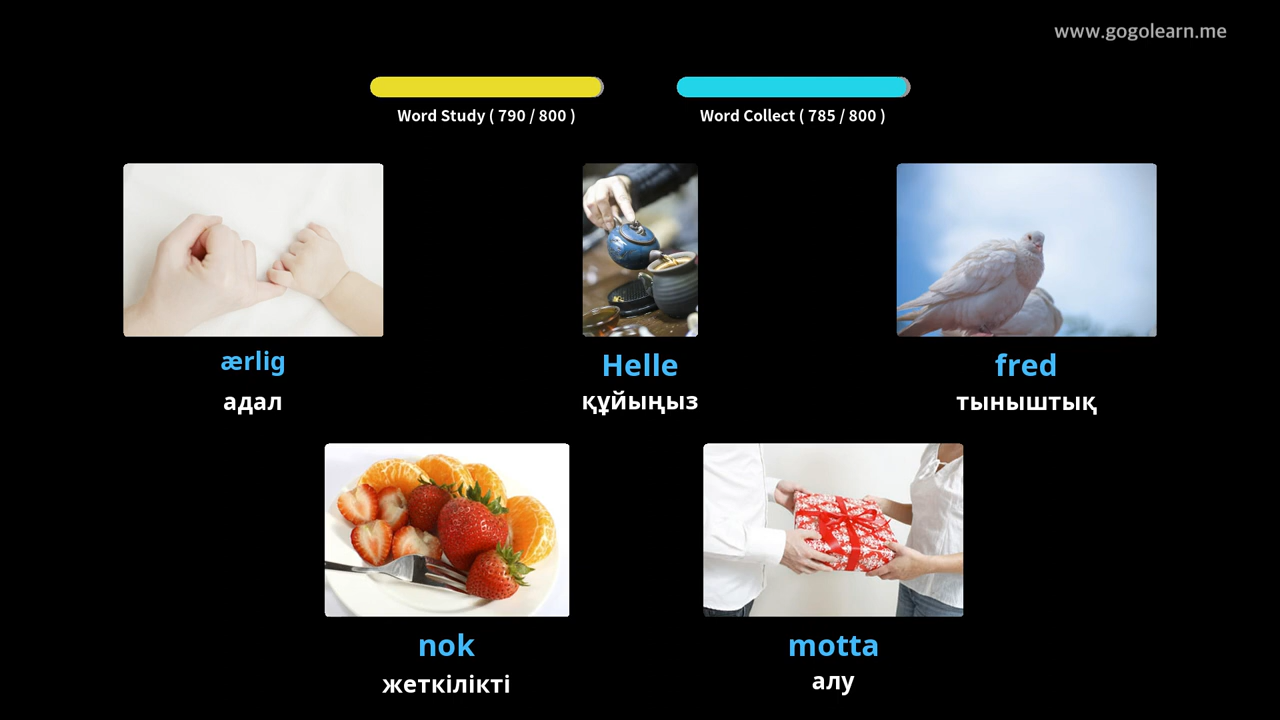 www.gogolearn.me
Word Study ( 790 / 800 )
Word Collect ( 785 / 800 )
ærlig
адал
Helle
құйыңыз
fred
тыныштық
nok
жеткілікті
motta
алу